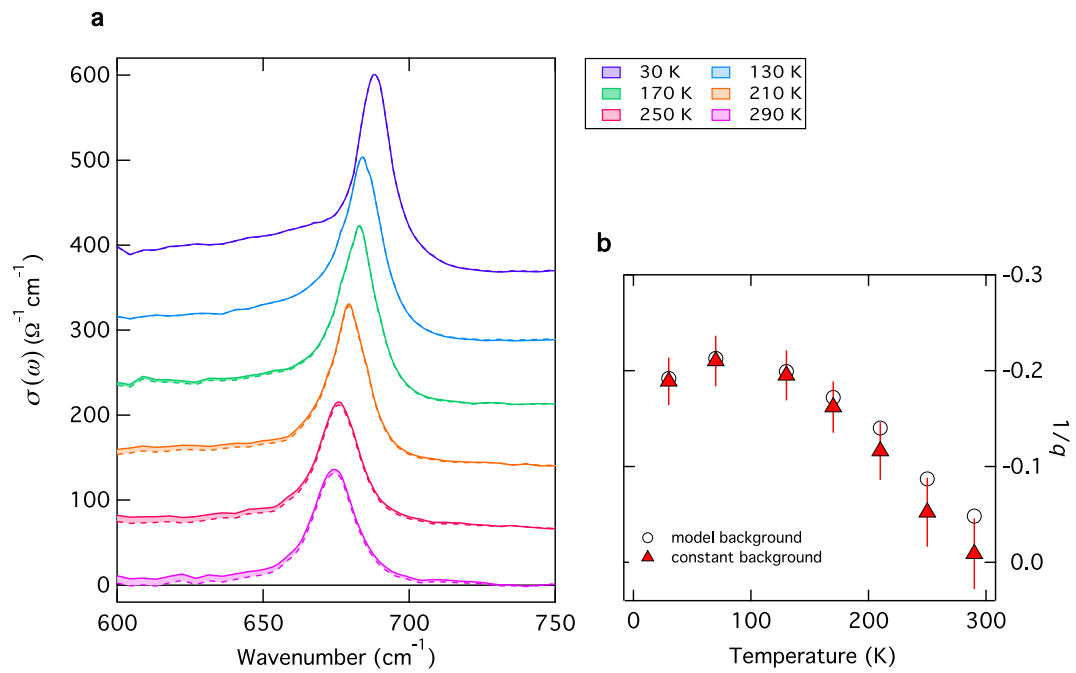 a
600
500
400
300
200
100
0
σ(ω) (Ω⁻¹ cm⁻¹)
600 650 700 750
Wavenumber (cm⁻¹)
30 K 130 K
170 K 210 K
250 K 290 K
b
-0.3
-0.2
-0.1
0.0
1/q
model background
constant background
0 100 200 300
Temperature (K)